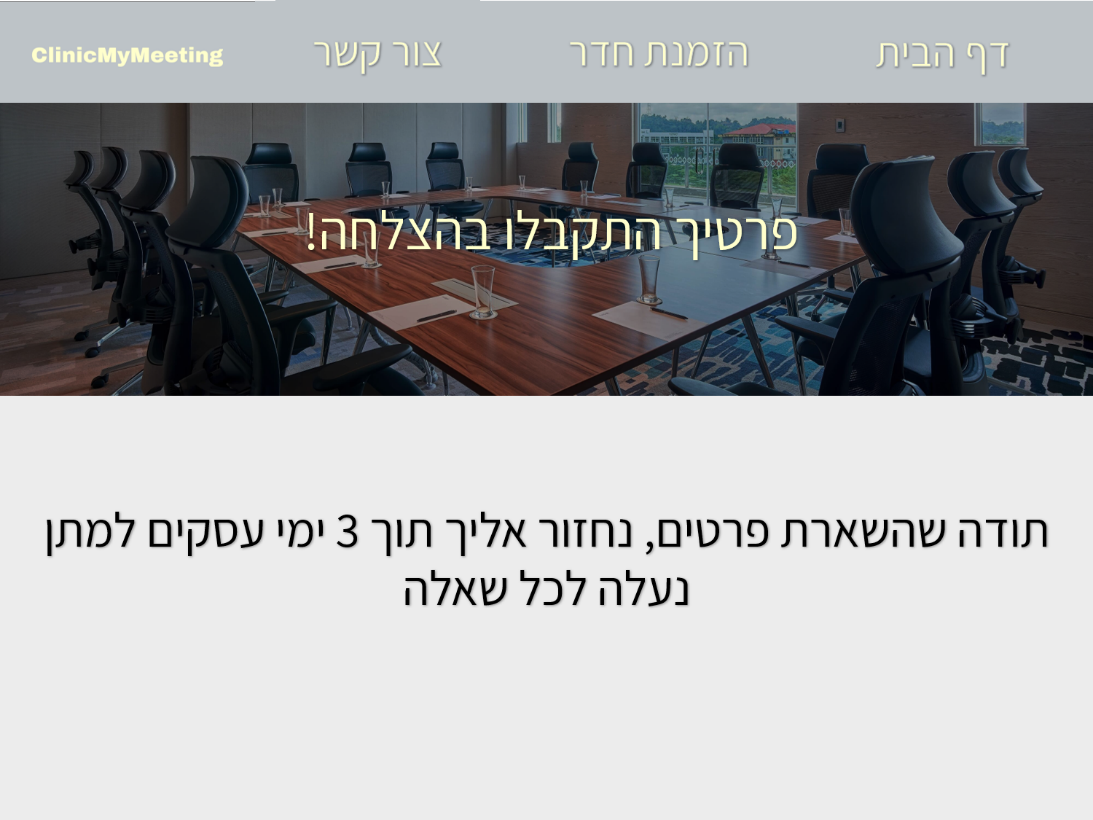 דף הבית
הזמנת חדר
צור קשר
ClinicMyMeeting
פרטיך התקבלו בהצלחה!
תודה שהשארת פרטים, נחזור אליך תוך 3 ימי עסקים למתן
נעלה לכל שאלה